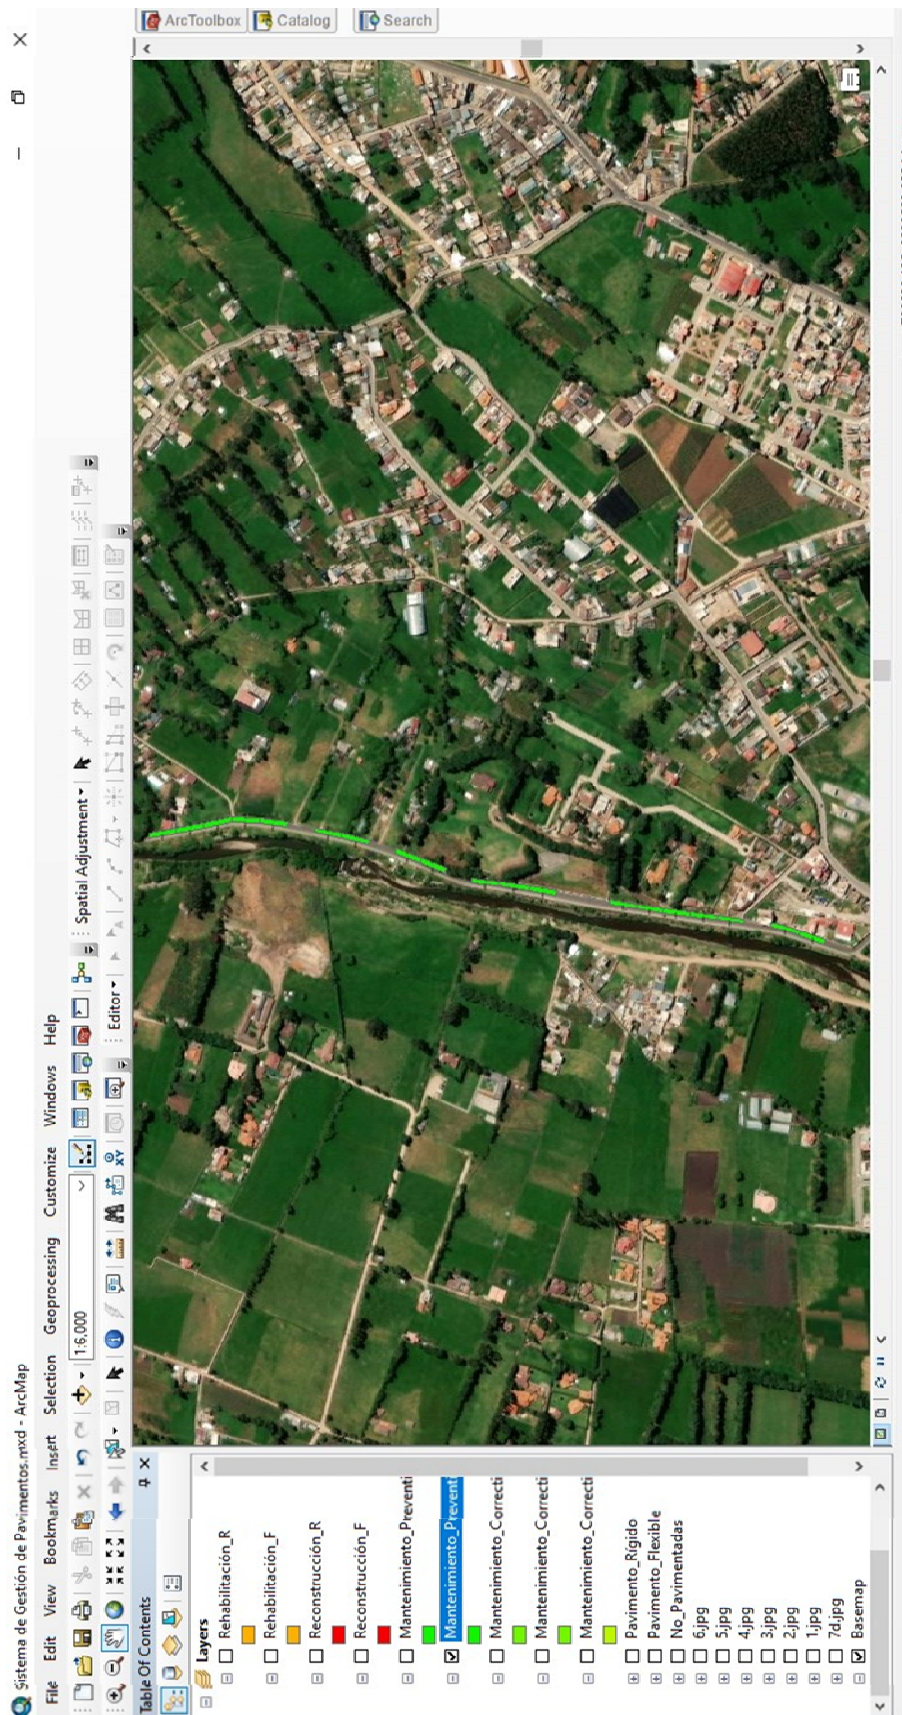 Sistema de Gestión de Pavimentos.mxd - ArcMap
File Edit View Bookmarks Insert Selection Geoprocessing Customize Windows Help
1:6,000
Spatial Adjustment
Editor
Table Of Contents
Layers
Rehabilitación_R
Rehabilitación_F
Reconstrucción_R
Reconstrucción_F
Mantenimiento_Preventi
Mantenimiento_Preventi
Mantenimiento_Correcti
Mantenimiento_Correcti
Mantenimiento_Correcti
Pavimento_Rígido
Pavimento_Flexible
No_Pavimentadas
6.jpg
5.jpg
4.jpg
3.jpg
2.jpg
1.jpg
7d.jpg
Basemap
ArcToolbox
Catalog
Search